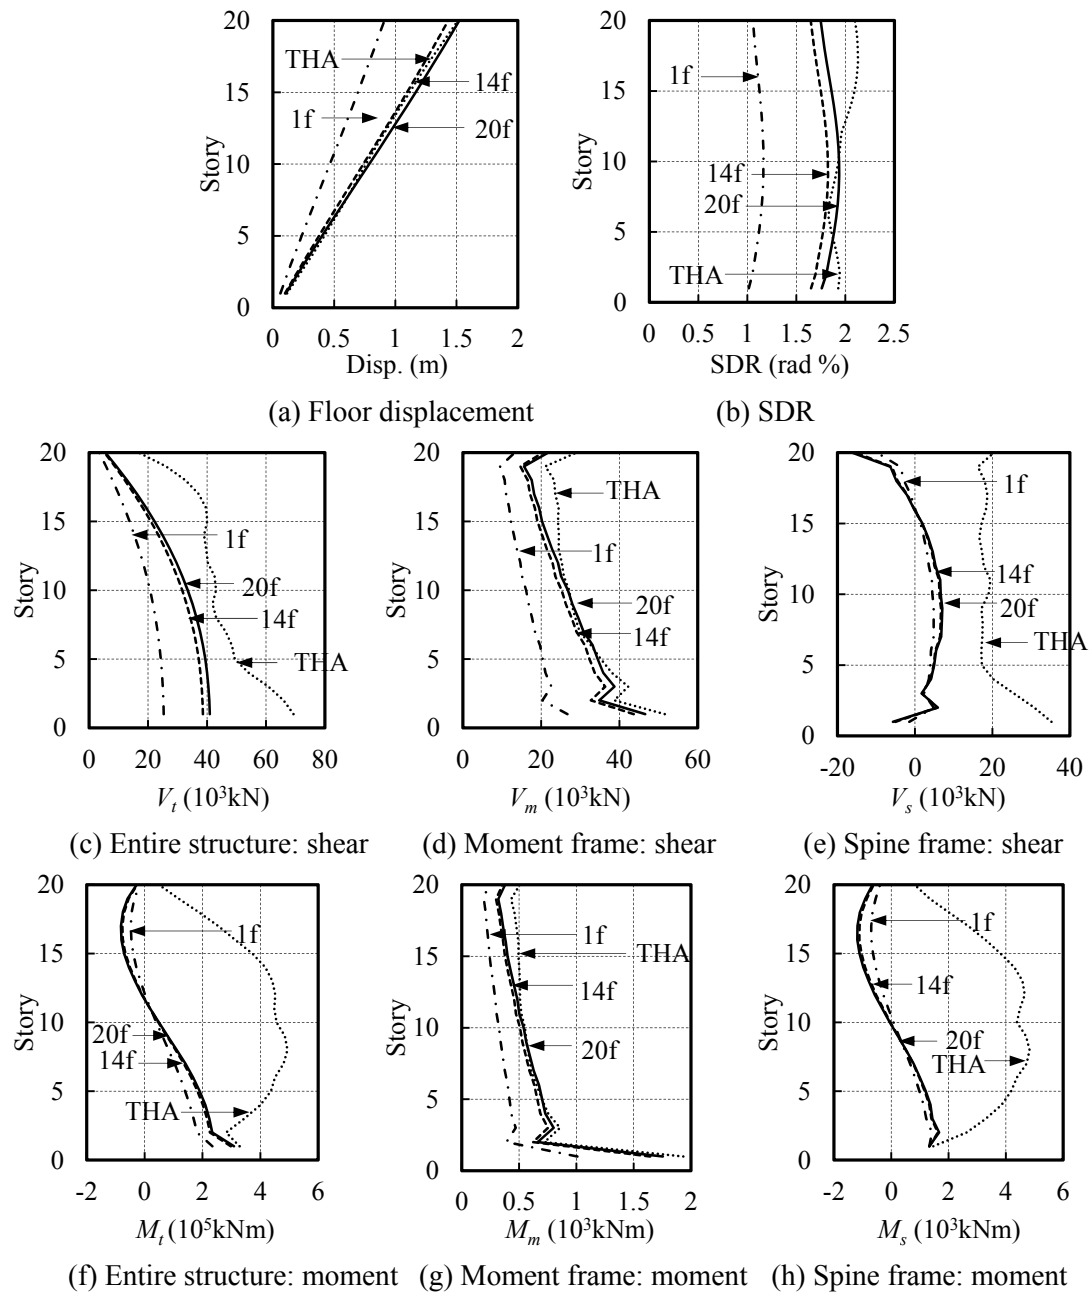 20
15
10
5
0
Story
THA
14f
1f
20f
0 0.5 1 1.5 2
Disp. (m)
(a) Floor displacement
20
15
10
5
0
Story
1f
14f
20f
THA
0 0.5 1 1.5 2 2.5
SDR (rad %)
(b) SDR
20
15
10
5
0
Story
1f
20f
14f
THA
0 20 40 60 80
Vt (10³kN)
(c) Entire structure: shear
20
15
10
5
0
Story
THA
1f
20f
14f
0 20 40 60
Vm (10³kN)
(d) Moment frame: shear
20
15
10
5
0
Story
1f
14f
20f
THA
-20 0 20 40
Vs (10³kN)
(e) Spine frame: shear
20
15
10
5
0
Story
1f
20f
14f
THA
-2 0 2 4 6
Mt (10⁵kNm)
(f) Entire structure: moment
20
15
10
5
0
Story
1f
THA
14f
20f
0 0.5 1 1.5 2
Mm (10³kNm)
(g) Moment frame: moment
20
15
10
5
0
Story
1f
14f
20f
THA
-2 0 2 4 6
Ms (10³kNm)
(h) Spine frame: moment